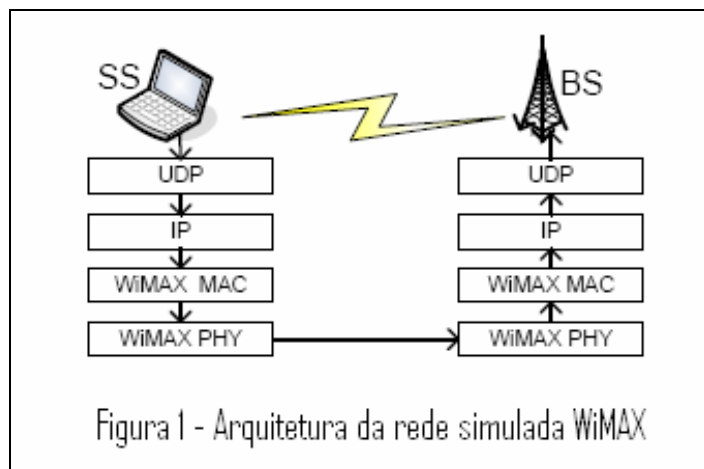 SS
BS
UDP
UDP
IP
IP
WiMAX MAC
WiMAX MAC
WiMAX PHY
WiMAX PHY
Figura 1 - Arquitetura da rede simulada WiMAX